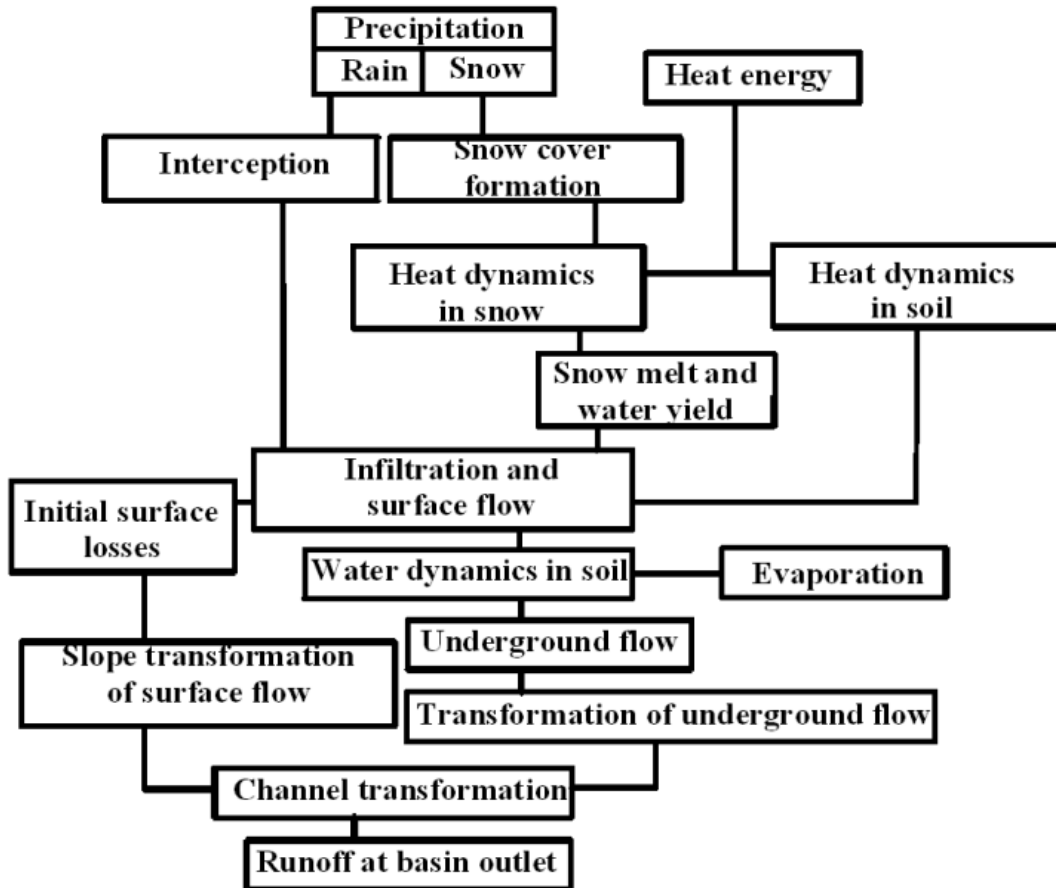 Precipitation
Rain
Snow
Heat energy
Interception
Snow cover
formation
Heat dynamics
in snow
Heat dynamics
in soil
Snow melt and
water yield
Infiltration and
surface flow
Initial surface
losses
Water dynamics in soil
Evaporation
Underground flow
Slope transformation
of surface flow
Transformation of underground flow
Channel transformation
Runoff at basin outlet